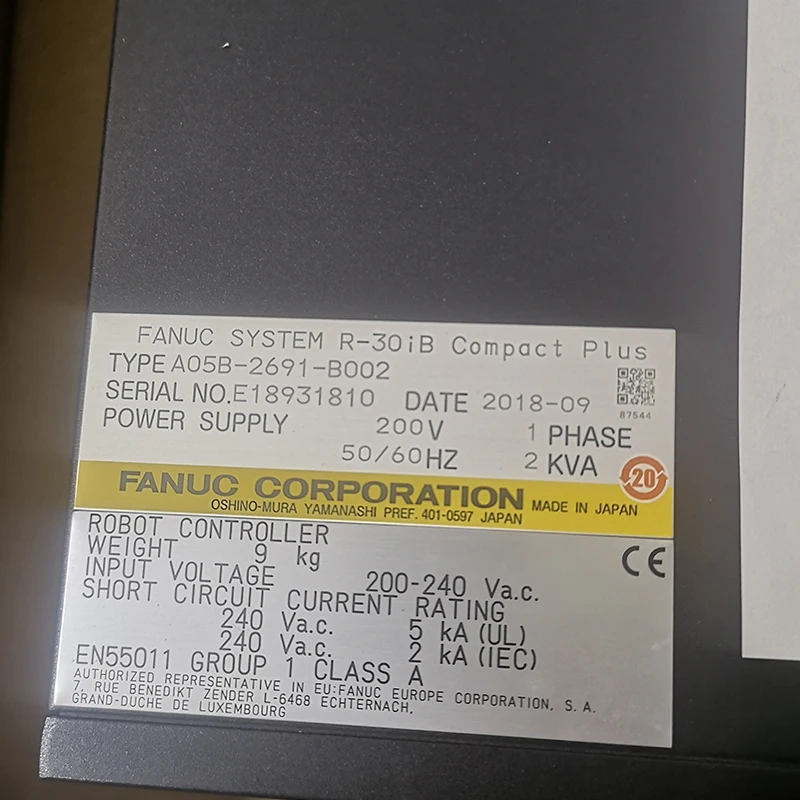 FANUC SYSTEM R-30iB Compact Plus
TYPE A05B-2691-B002
SERIAL NO.E18931810 DATE 2018-09
87544
POWER SUPPLY 200V 1 PHASE
50/60HZ 2 KVA
20
FANUC CORPORATION MADE IN JAPAN
OSHINO-MURA YAMANASHI PREF. 401-0597 JAPAN
ROBOT CONTROLLER
WEIGHT 9 kg
CE
INPUT VOLTAGE 200-240 Va.c.
SHORT CIRCUIT CURRENT RATING
240 Va.c. 5 kA (UL)
240 Va.c. 2 kA (IEC)
EN55011 GROUP 1 CLASS A
AUTHORIZED REPRESENTATIVE IN EU:FANUC EUROPE CORPORATION, S. A.
7, RUE BENEDIKT ZENDER L-6468 ECHTERNACH,
GRAND-DUCHE DE LUXEMBOURG